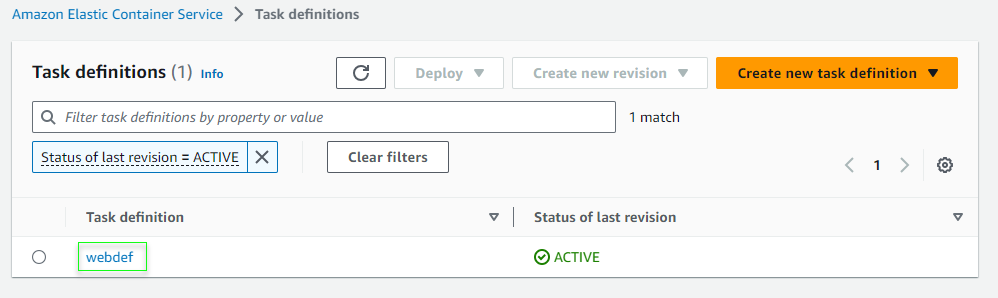 Amazon Elastic Container Service > Task definitions
Task definitions (1) Info
Deploy
Create new revision
Create new task definition
Filter task definitions by property or value
1 match
Status of last revision = ACTIVE
Clear filters
1
Task definition
Status of last revision
webdef
ACTIVE